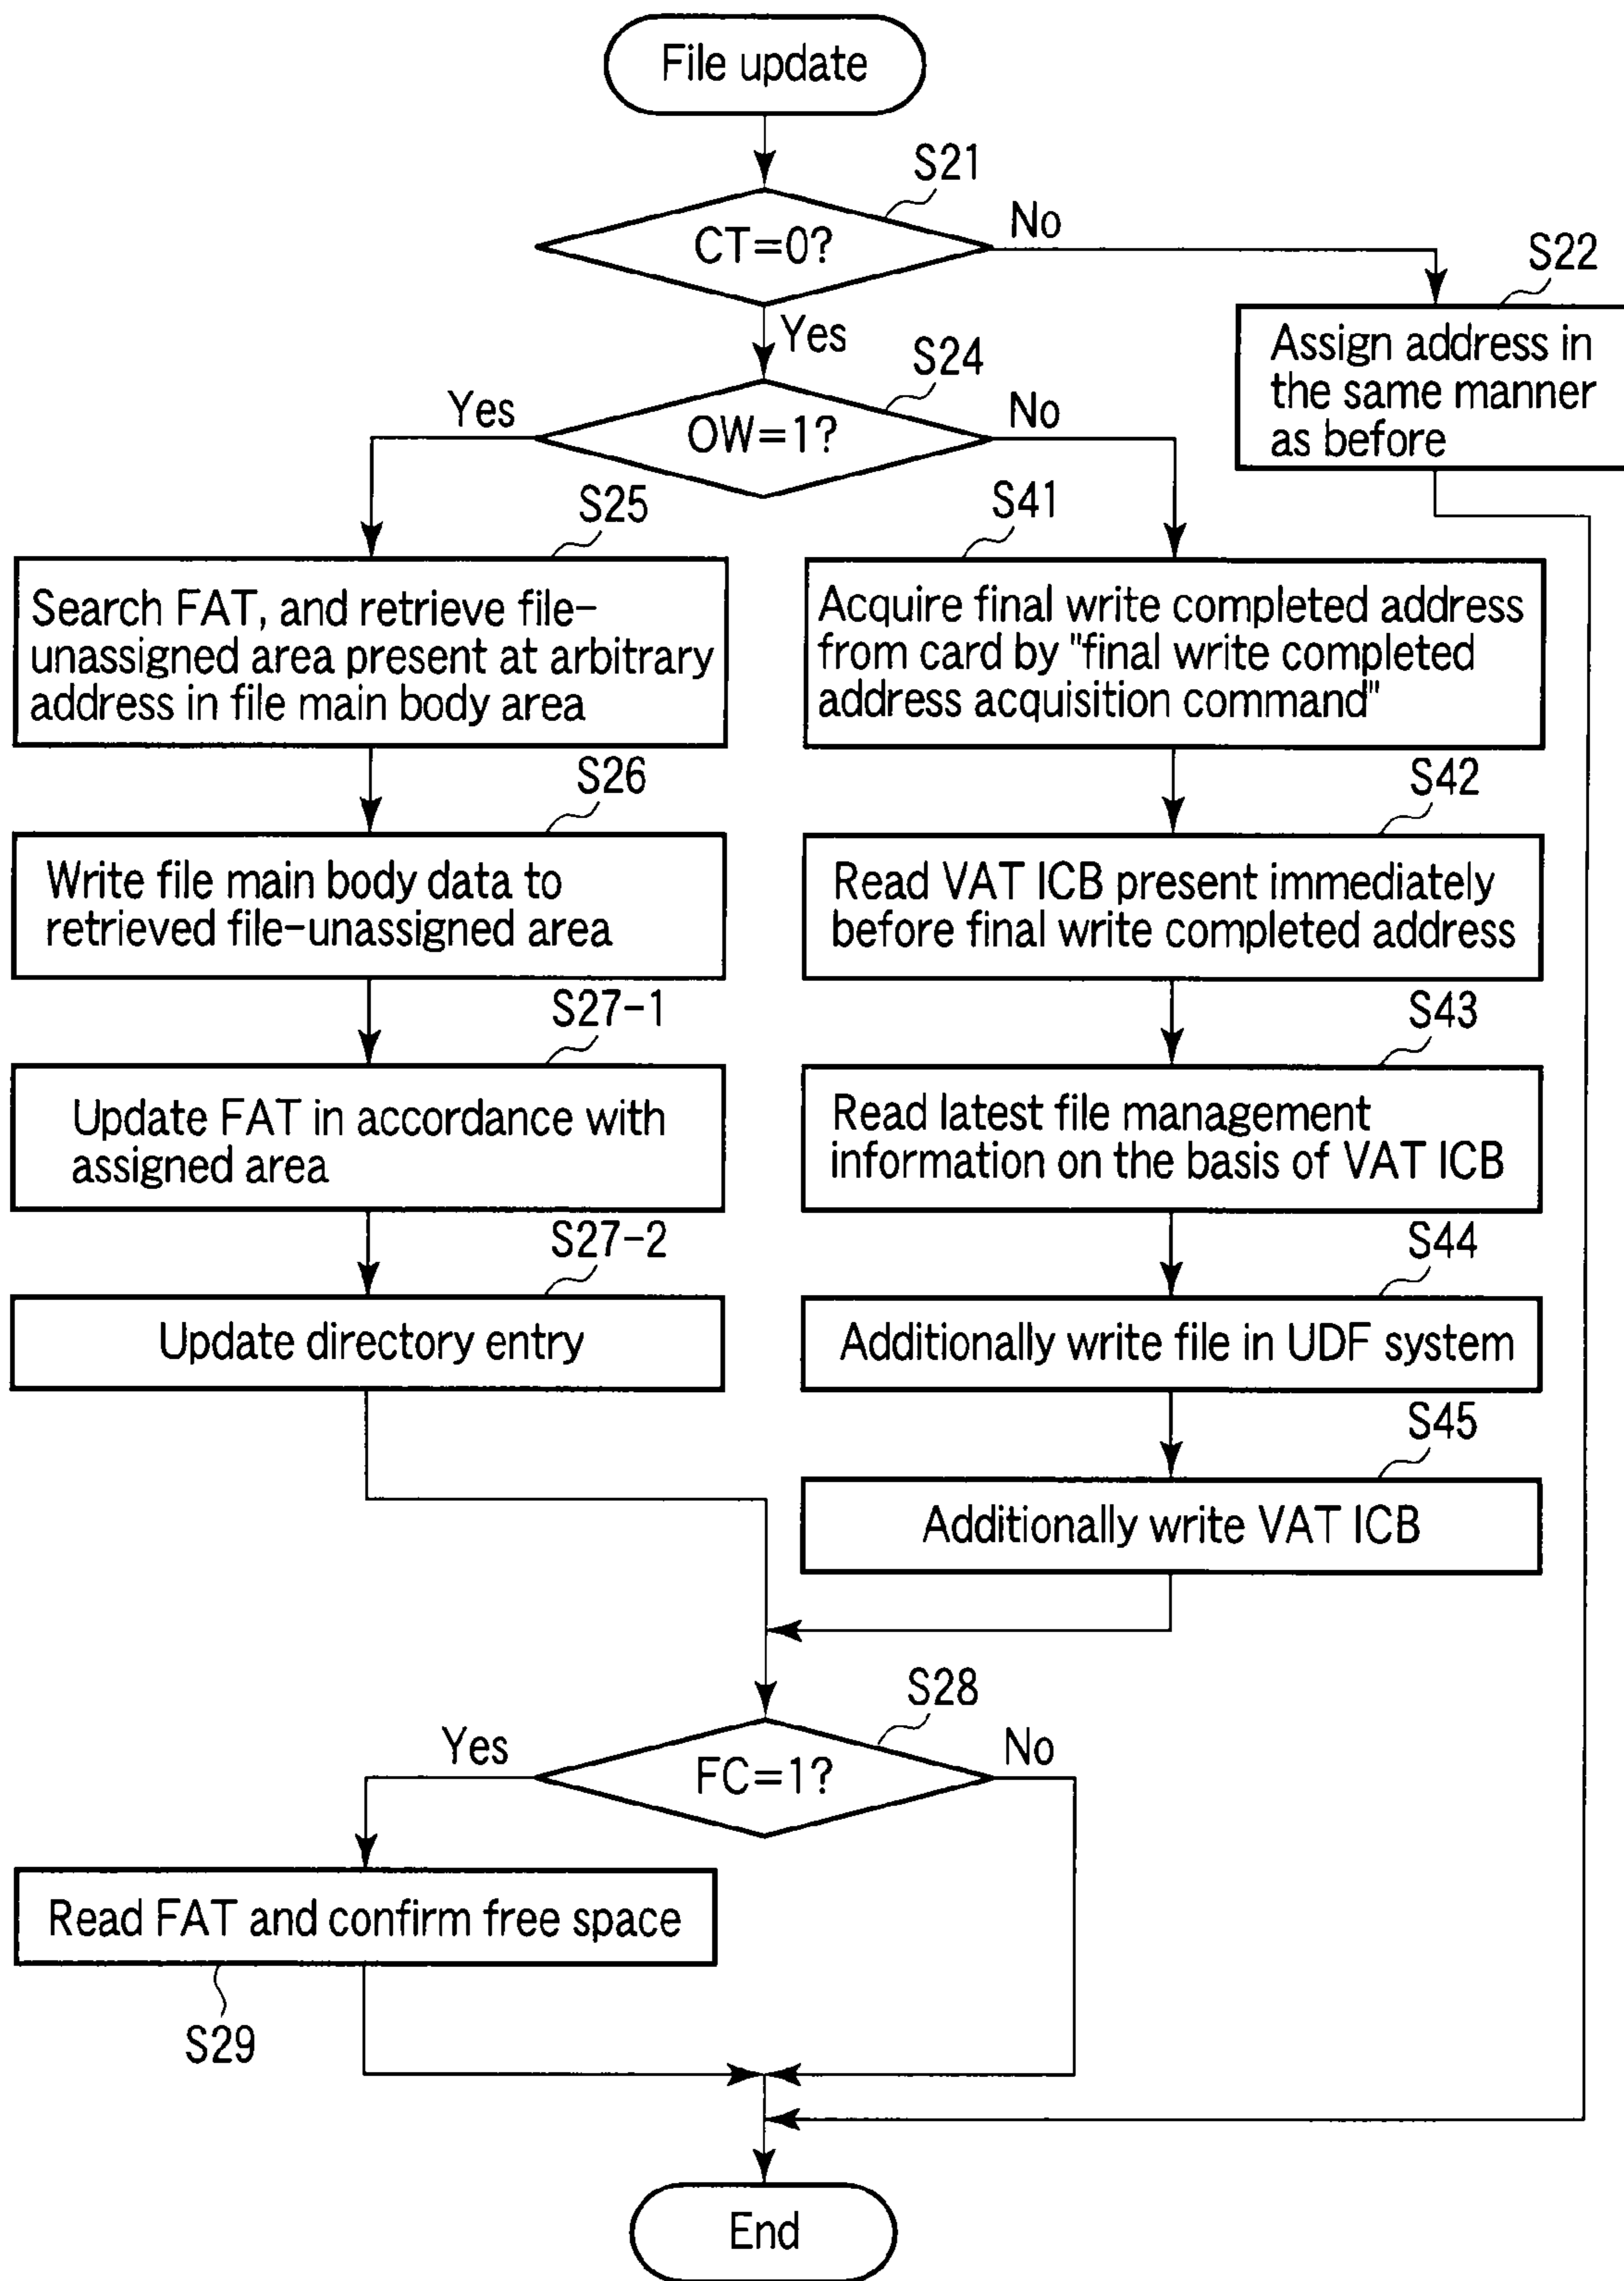 File update
S21
CT=0?
No
Yes
S22
Assign address in
the same manner
as before
S24
OW=1?
Yes
No
S25
Search FAT, and retrieve file-
unassigned area present at arbitrary
address in file main body area
S41
Acquire final write completed address
from card by "final write completed
address acquisition command"
S26
Write file main body data to
retrieved file-unassigned area
S42
Read VAT ICB present immediately
before final write completed address
S27-1
Update FAT in accordance with
assigned area
S43
Read latest file management
information on the basis of VAT ICB
S27-2
Update directory entry
S44
Additionally write file in UDF system
S45
Additionally write VAT ICB
S28
FC=1?
Yes
No
Read FAT and confirm free space
S29
End